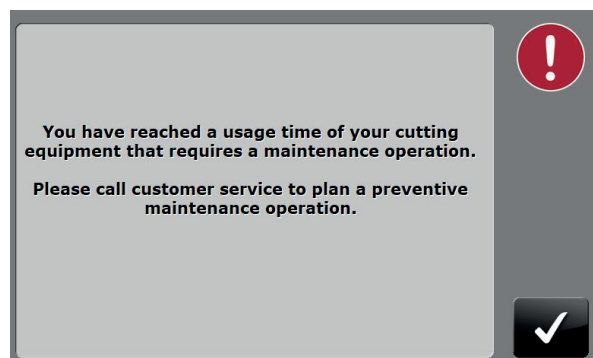 You have reached a usage time of your cutting
equipment that requires a maintenance operation.
Please call customer service to plan a preventive
maintenance operation.